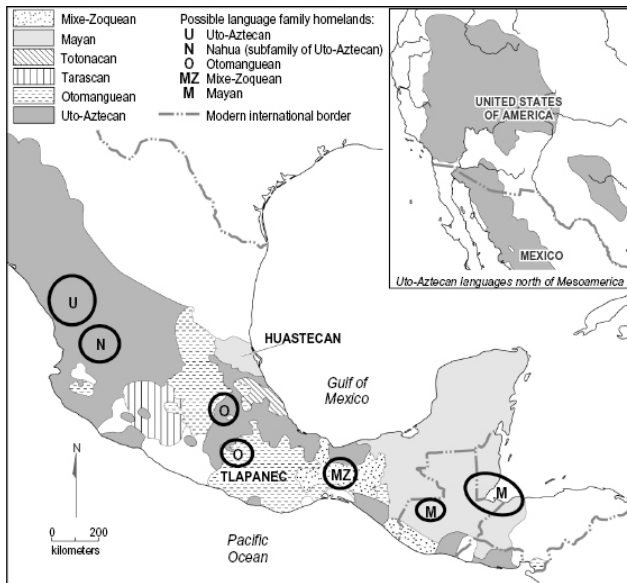 Mixe-Zoquean
Mayan
Totonacan
Tarascan
Otomanguean
Uto-Aztecan
Possible language family homelands:
U Uto-Aztecan
N Nahua (subfamily of Uto-Aztecan)
O Otomanguean
MZ Mixe-Zoquean
M Mayan
Modern international border
UNITED STATES
OF AMERICA
MEXICO
Uto-Aztecan languages north of Mesoamerica
U
N
HUASTECAN
Gulf of
Mexico
O
O
TLAPANEC
MZ
M
M
N
0 200
kilometers
Pacific
Ocean